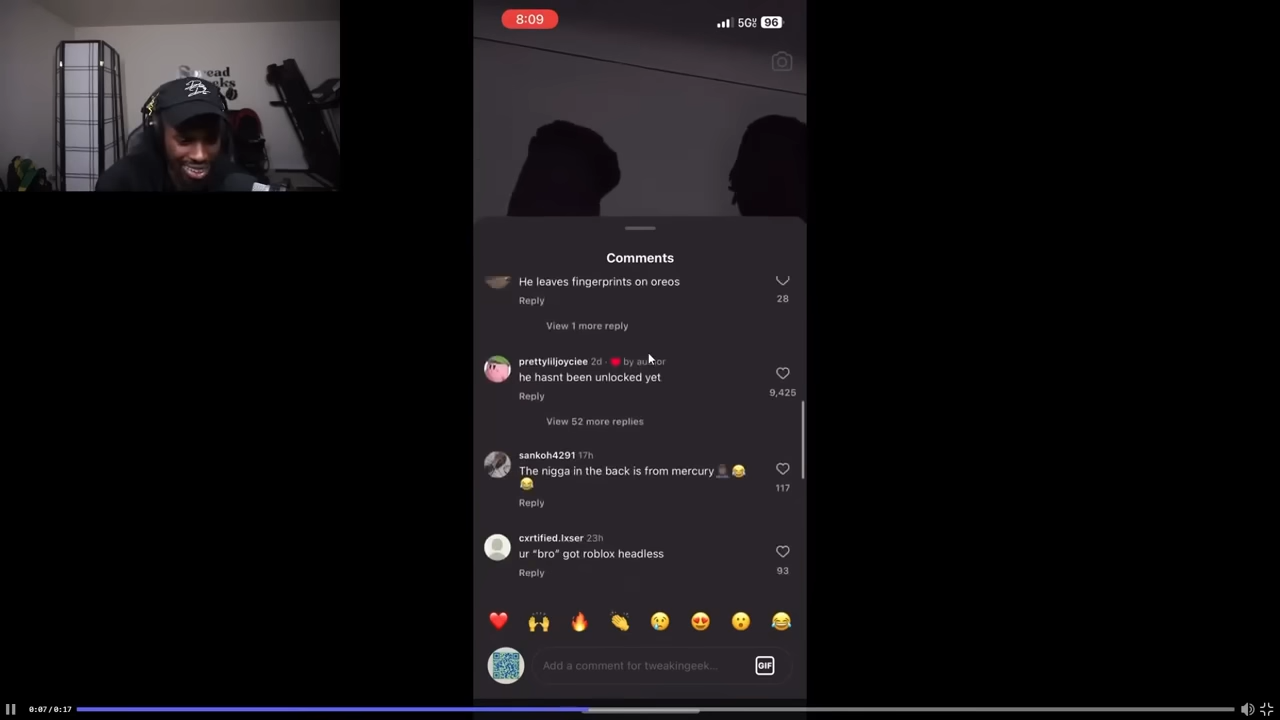 8:09
5G
96
Comments
He leaves fingerprints on oreos
28
Reply
View 1 more reply
prettyliljoyciee 2d · ❤️ by author
he hasnt been unlocked yet
9,425
Reply
View 52 more replies
sankoh4291 17h
The nigga in the back is from mercury👤😂
😂
117
Reply
cxrtified.lxser 23h
ur “bro” got roblox headless
93
Reply
❤️ 🙌 🔥 👏 😢 😍 😮 😂
Add a comment for tweakingeek...
GIF
0:07/0:17